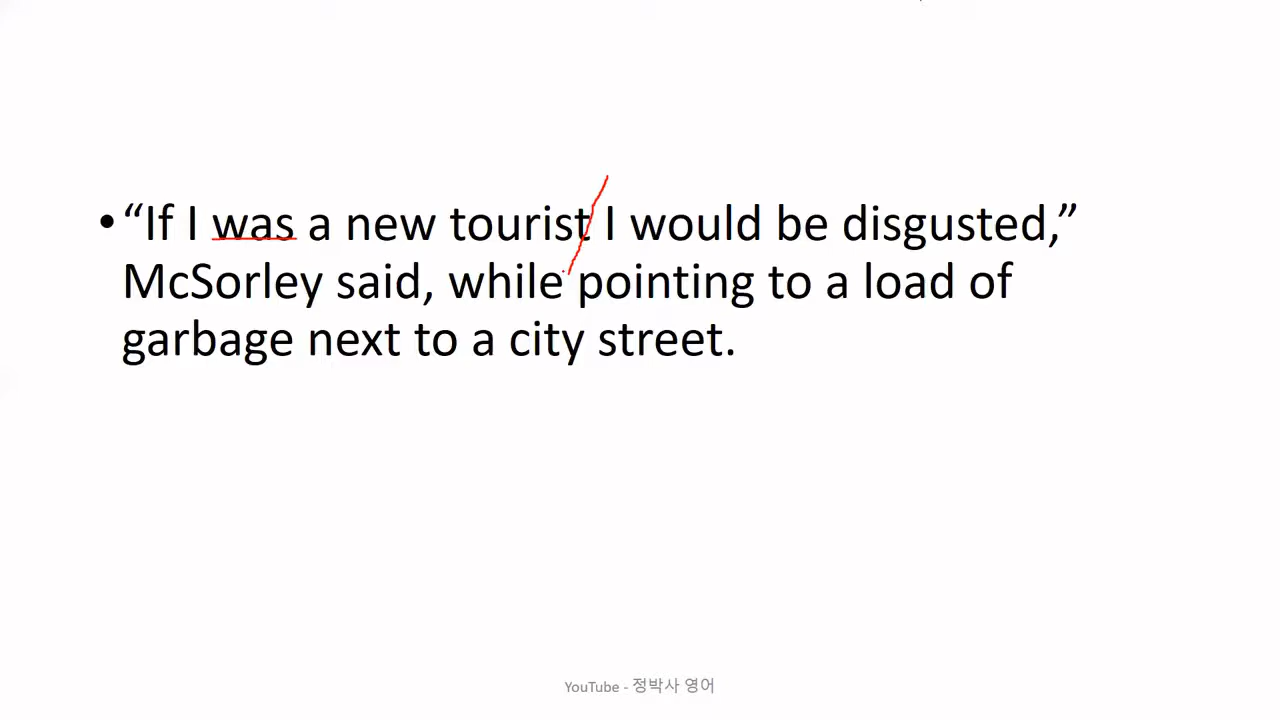 •“If I was a new tourist I would be disgusted,”
McSorley said, while pointing to a load of
garbage next to a city street.
YouTube - 정박사 영어